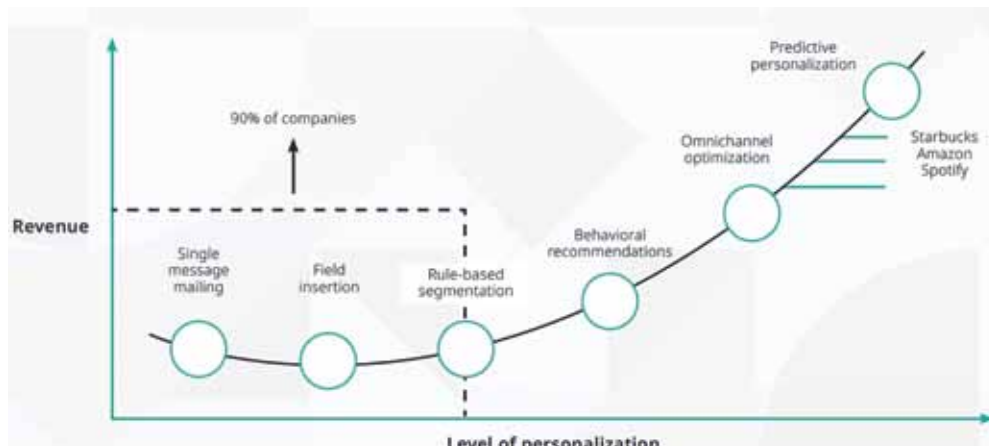 Predictive
personalization
90% of companies
Omnichannel
optimization
Starbucks
Amazon
Spotify
Revenue
Behavioral
recommendations
Single
message
mailing
Field
insertion
Rule-based
segmentation
Level of personalization